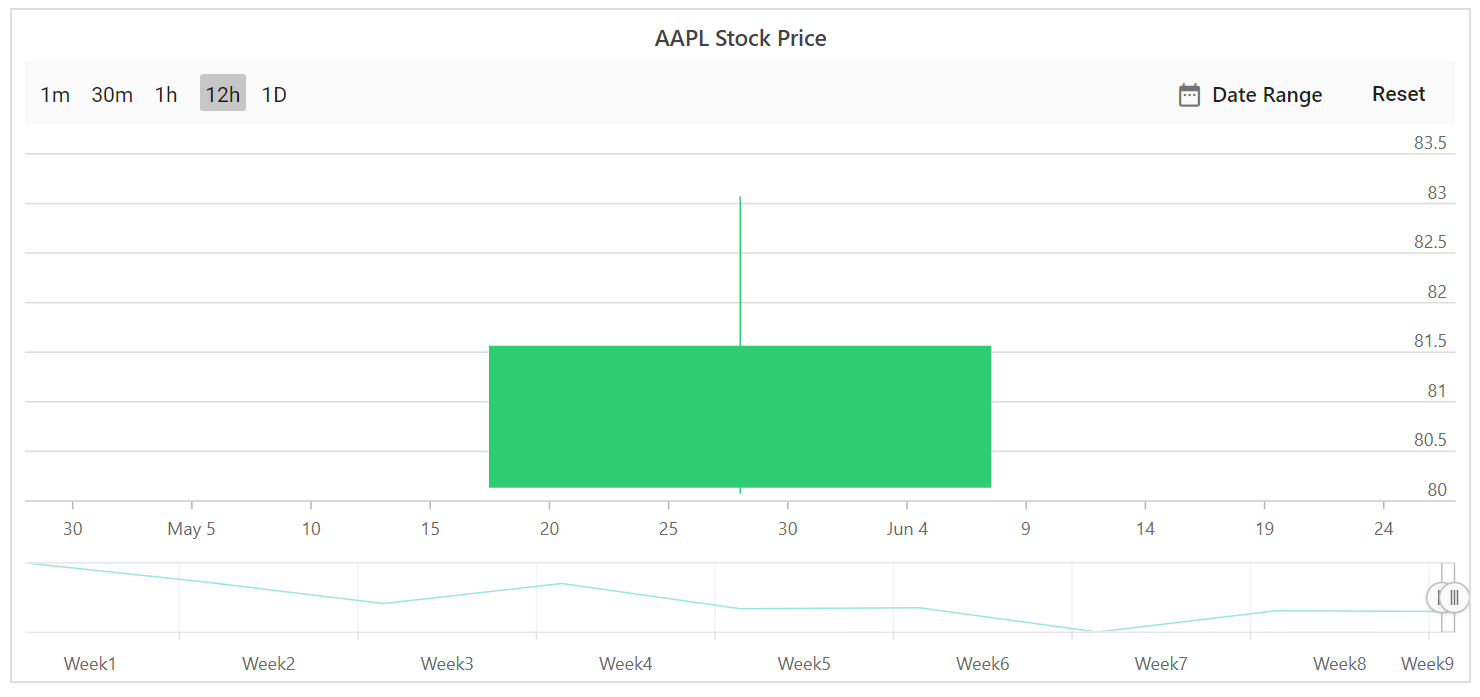 AAPL Stock Price
1m 30m 1h 12h 1D Date Range Reset
83.5
83
82.5
82
81.5
81
80.5
80
30 May 5 10 15 20 25 30 Jun 4 9 14 19 24
Week1 Week2 Week3 Week4 Week5 Week6 Week7 Week8 Week9